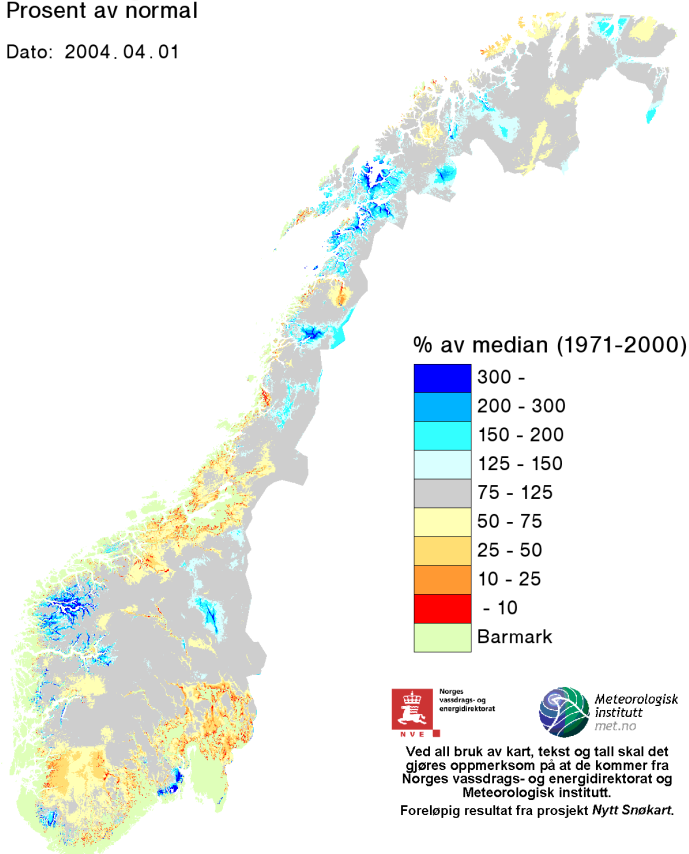 Prosent av normal
Dato: 2004.04.01
% av median (1971-2000)
300 -
200 - 300
150 - 200
125 - 150
75 - 125
50 - 75
25 - 50
10 - 25
- 10
Barmark
Norges
vassdrags- og
energidirektorat
NVE
Meteorologisk
institutt
met.no
Ved all bruk av kart, tekst og tall skal det
gjøres oppmerksom på at de kommer fra
Norges vassdrags- og energidirektorat og
Meteorologisk institutt.
Foreløpig resultat fra prosjekt Nytt Snøkart.